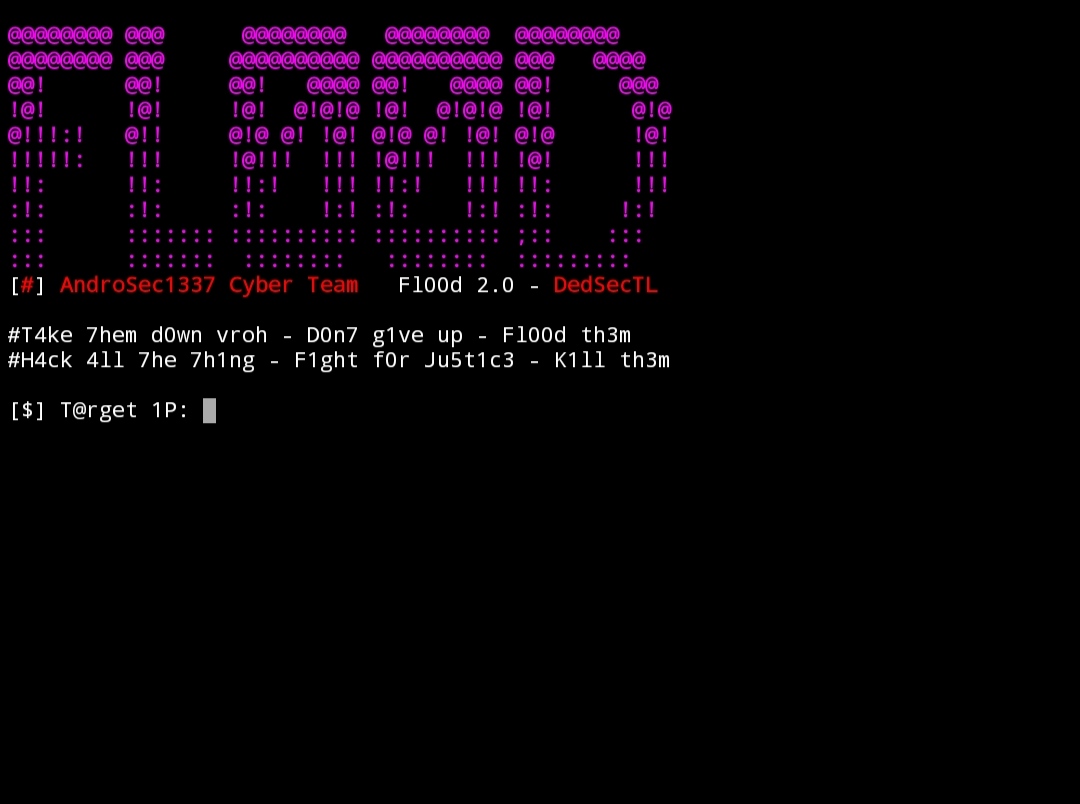 @@@@@@@@ @@@      @@@@@@@@   @@@@@@@@  @@@@@@@@
@@@@@@@@ @@@     @@@@@@@@@@ @@@@@@@@@@ @@@   @@@@
@@!      @@!     @@!   @@@@ @@!   @@@@ @@!     @@@
!@!      !@!     !@!  @!@!@ !@!  @!@!@ !@!      @!@
@!!!:!   @!!     @!@ @! !@! @!@ @! !@! @!@      !@!
!!!!!:   !!!     !@!!!  !!! !@!!!  !!! !@!      !!!
!!:      !!:     !!:!   !!! !!:!   !!! !!:      !!!
:!:      :!:     :!:    !:! :!:    !:! :!:     !:!
:::      ::::::: :::::::::: :::::::::: ;::    :::
:::      :::::::  ::::::::   ::::::::  :::::::::
[#] AndroSec1337 Cyber Team   Fl00d 2.0 - DedSecTL
#T4ke 7hem d0wn vroh - D0n7 g1ve up - Fl00d th3m
#H4ck 4ll 7he 7h1ng - F1ght f0r Ju5t1c3 - K1ll th3m
[$] T@rget 1P: